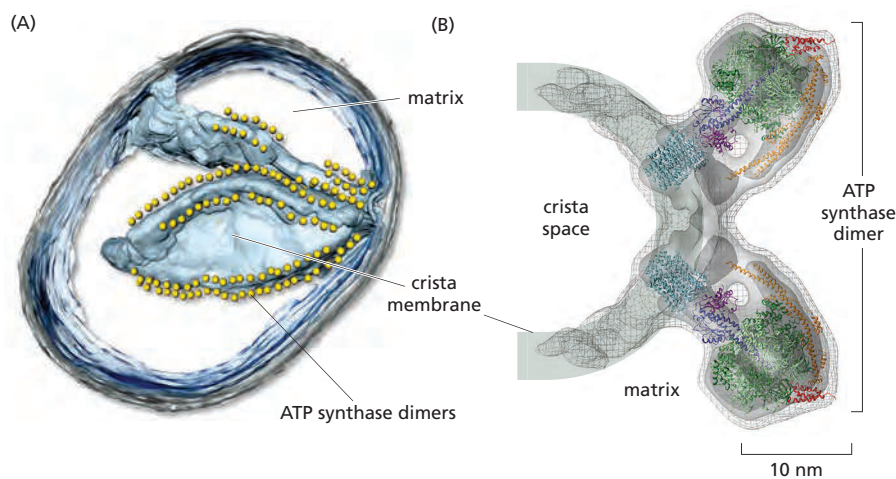 (A)
matrix
crista
membrane
ATP synthase dimers
(B)
crista
space
matrix
ATP
synthase
dimer
10 nm